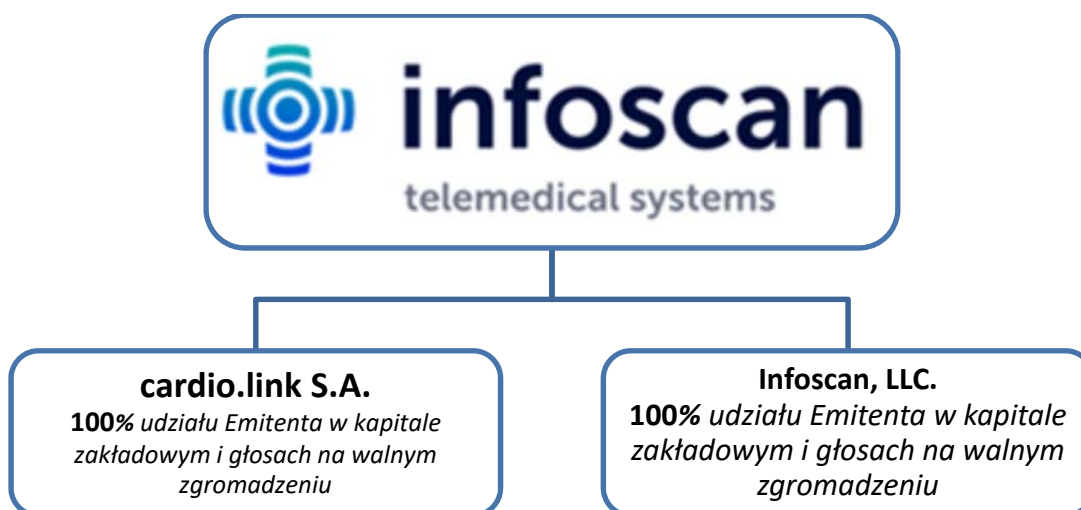 infoscan
telemedical systems
cardio.link S.A.
100% udziału Emitenta w kapitale
zakładowym i głosach na walnym
zgromadzeniu
Infoscan, LLC.
100% udziału Emitenta w kapitale
zakładowym i głosach na walnym
zgromadzeniu